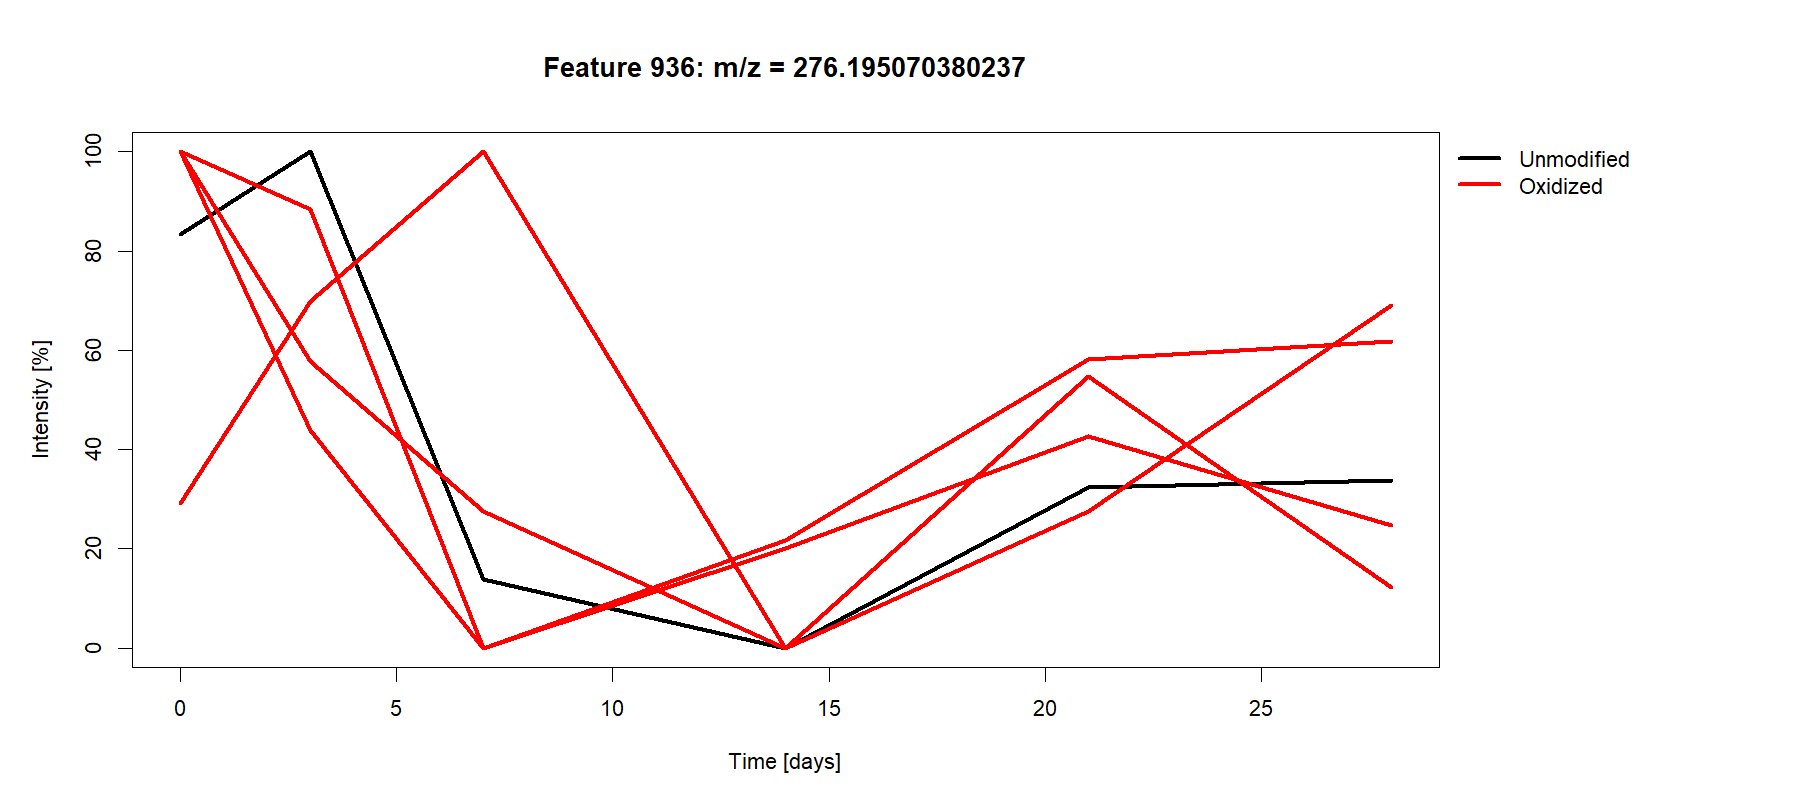 Feature 936: m/z = 276.195070380237
Unmodified
Oxidized
100
80
60
40
20
0
Intensity [%]
0 5 10 15 20 25
Time [days]